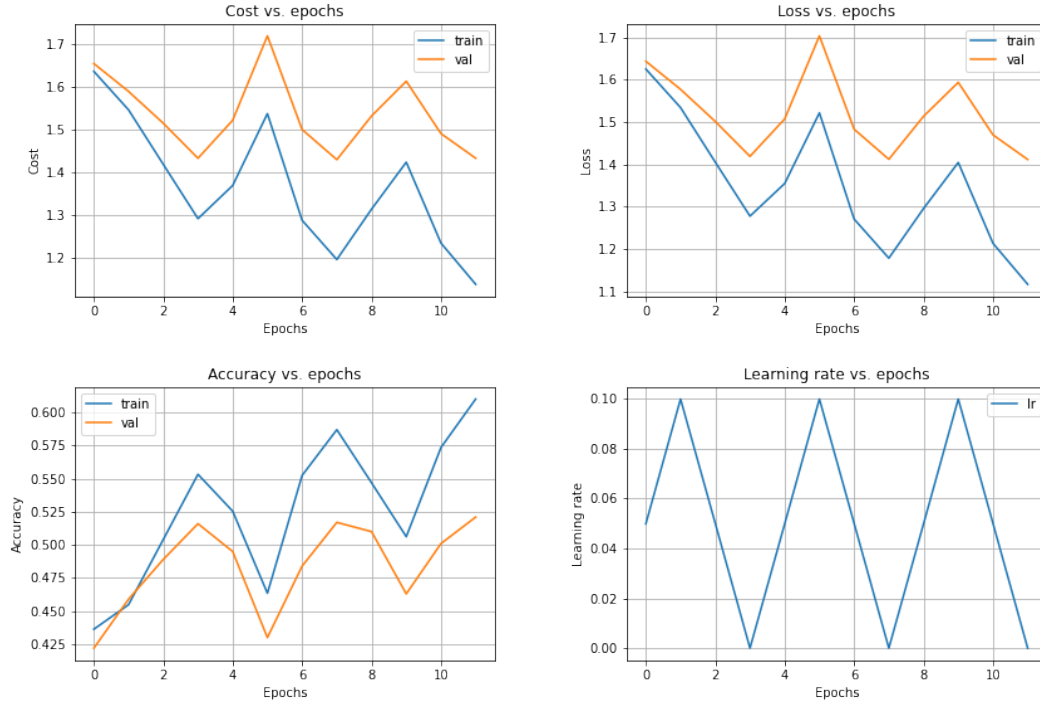 Cost vs. epochs
1.7
1.6
1.5
1.4
1.3
1.2
Cost
train
val
0 2 4 6 8 10
Epochs
Loss vs. epochs
1.7
1.6
1.5
1.4
1.3
1.2
1.1
Loss
train
val
0 2 4 6 8 10
Epochs
Accuracy vs. epochs
0.600
0.575
0.550
0.525
0.500
0.475
0.450
0.425
Accuracy
train
val
0 2 4 6 8 10
Epochs
Learning rate vs. epochs
0.10
0.08
0.06
0.04
0.02
0.00
Learning rate
lr
0 2 4 6 8 10
Epochs